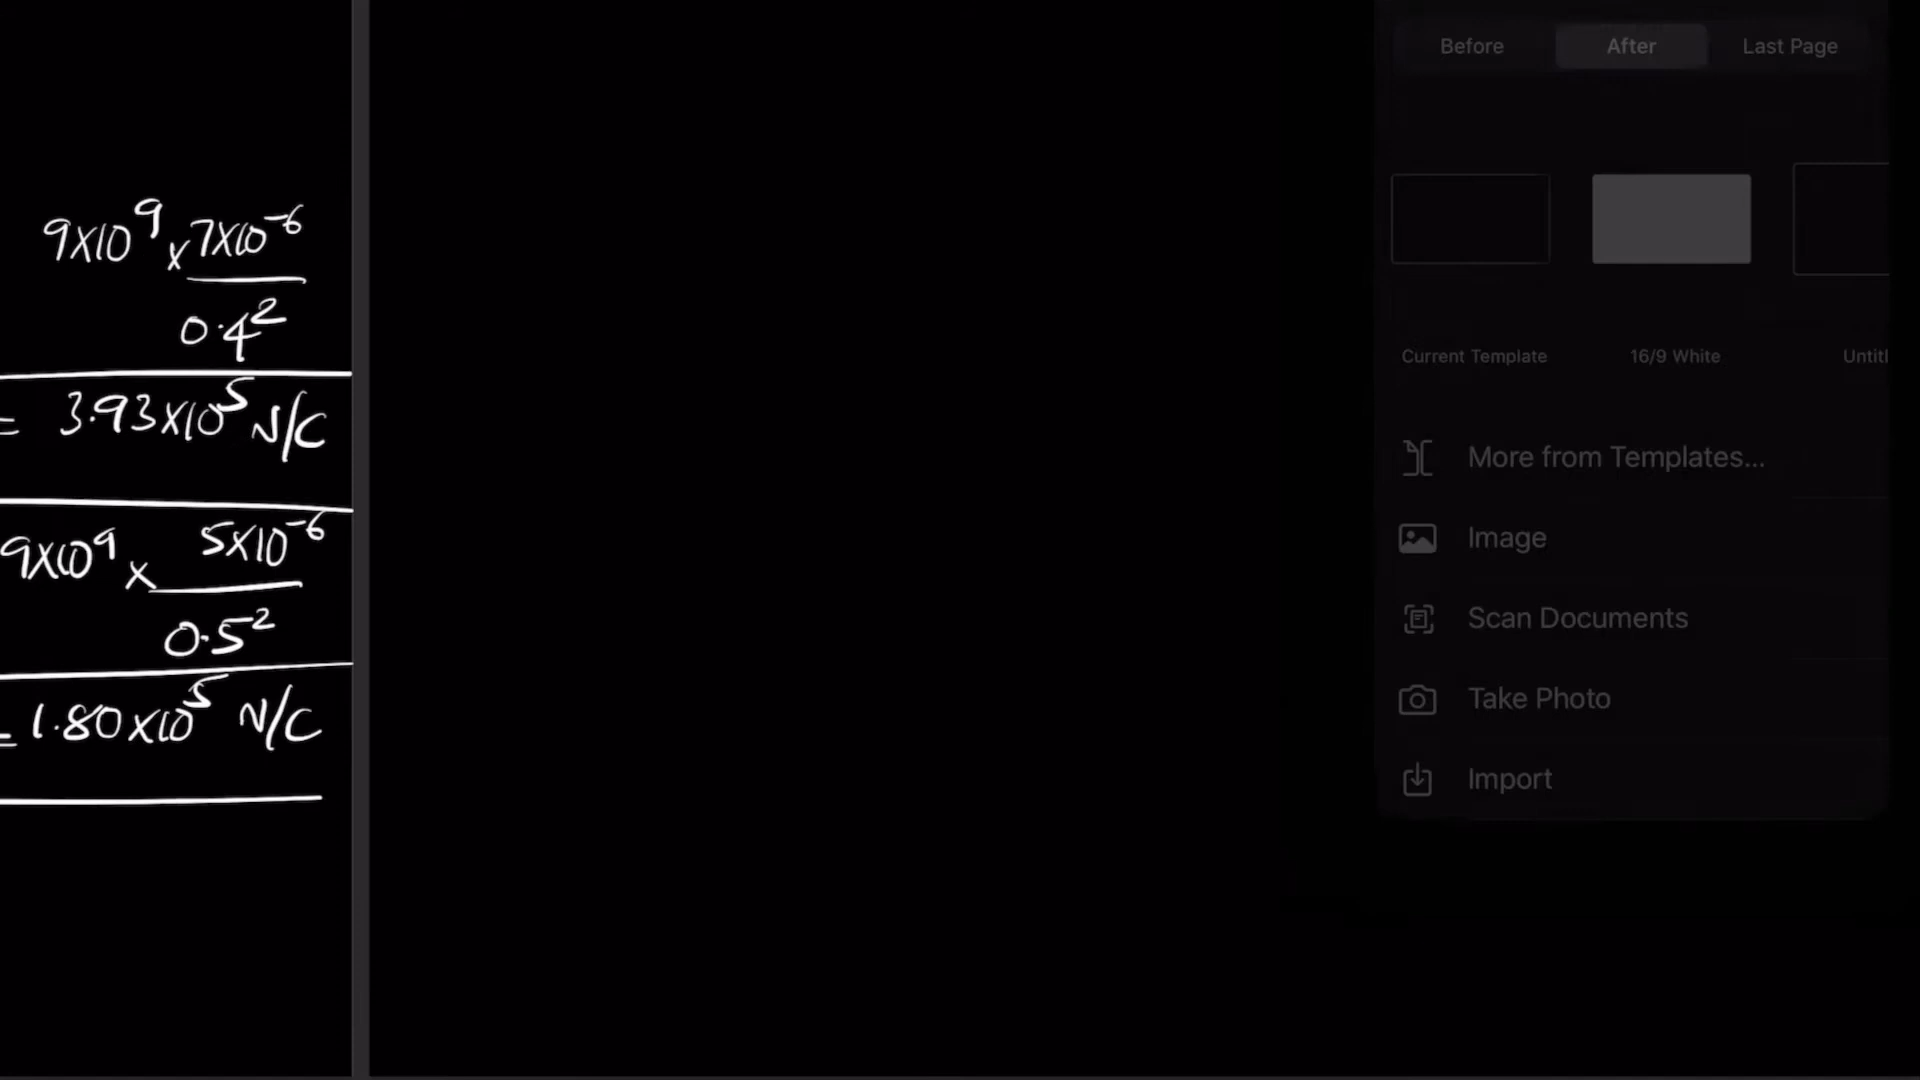 9X10⁹ x 7X10⁻⁶
0.4²
= 3.93X10⁵ N/C
9X10⁹ x 5X10⁻⁶
0.5²
= 1.80X10⁵ N/C
Before After Last Page
Current Template 16/9 White Untitl
More from Templates...
Image
Scan Documents
Take Photo
Import